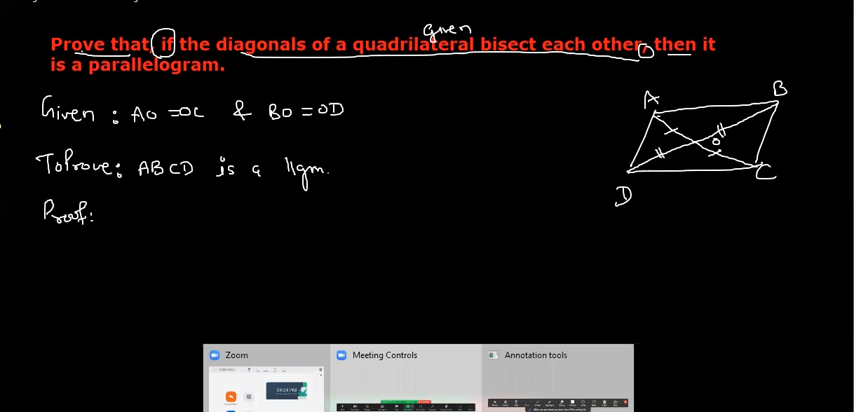 given
Prove that, if the diagonals of a quadrilateral bisect each other, then it
is a parallelogram.
Given : AO = OC & BO = OD
To Prove : ABCD is a llgm.
Proof :
A
B
O
C
D
Zoom
Meeting Controls
Annotation tools